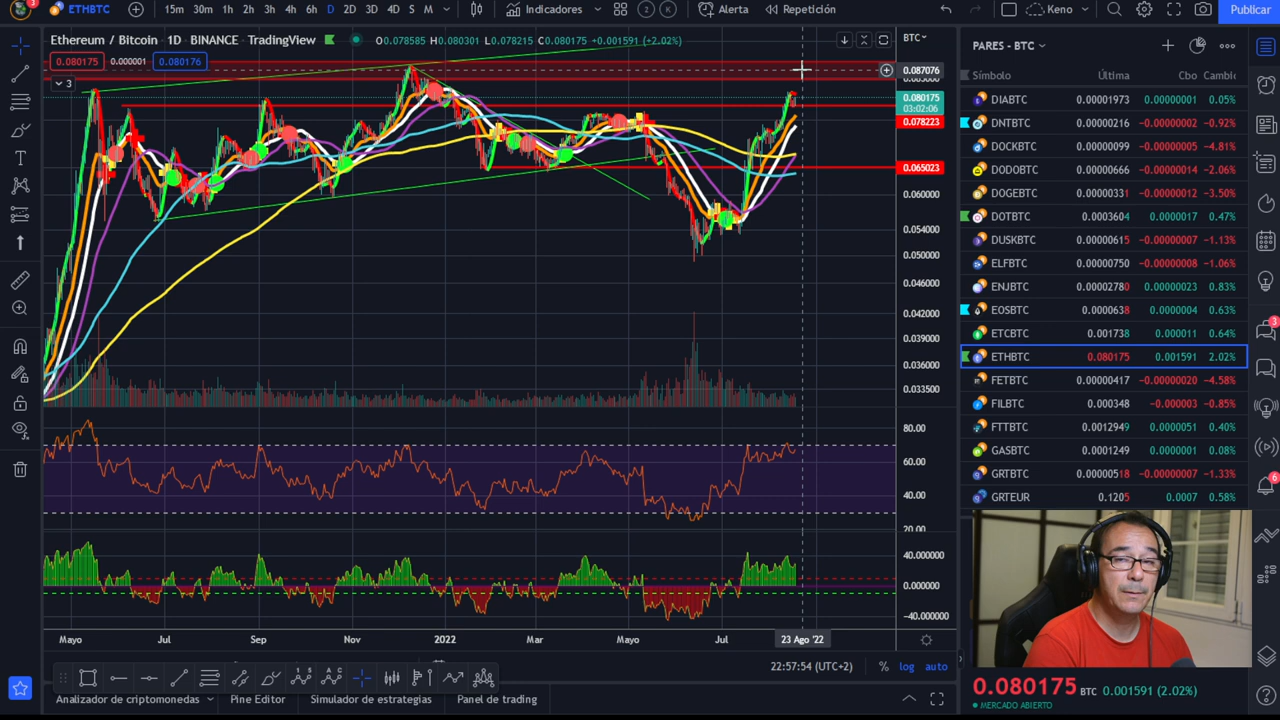 3
ETHBTC
15m 30m 1h 2h 3h 4h 6h D 2D 3D 4D S M
Indicadores
2
K
Alerta
Repetición
Keno
Publicar
Ethereum / Bitcoin · 1D · BINANCE · TradingView
O0.078585 H0.080301 L0.078215 C0.080175 +0.001591 (+2.02%)
BTC
0.080175
0.000001
0.080176
3
0.087076
0.080175
03:02:06
0.078223
0.065023
0.060000
0.054000
0.050000
0.046000
0.042000
0.039000
0.036000
0.033500
80.00
60.00
40.00
20.00
40.000000
0.000000
-40.000000
Mayo
Jul
Sep
Nov
2022
Mar
Mayo
Jul
23 Ago '22
22:57:54 (UTC+2)
%
log
auto
Analizador de criptomonedas
Pine Editor
Simulador de estrategias
Panel de trading
PARES - BTC
Símbolo Última Cbo Cambic
DIABTC 0.00001973 0.00000001 0.05%
DNTBTC 0.00000216 -0.00000002 -0.92%
DOCKBTC 0.00000099 -0.00000005 -4.81%
DODOBTC 0.00000666 -0.00000014 -2.06%
DOGEBTC 0.00000331 -0.00000012 -3.50%
DOTBTC 0.0003604 0.0000017 0.47%
DUSKBTC 0.00000615 -0.00000007 -1.13%
ELFBTC 0.00000750 -0.00000008 -1.06%
ENJBTC 0.00002780 0.00000023 0.83%
EOSBTC 0.0000638 0.0000004 0.63%
ETCBTC 0.001738 0.000011 0.64%
ETHBTC 0.080175 0.001591 2.02%
FETBTC 0.00000417 -0.00000020 -4.58%
FILBTC 0.000348 -0.000003 -0.85%
FTTBTC 0.0012949 0.0000051 0.40%
GASBTC 0.0001249 0.0000001 0.08%
GRTBTC 0.00000518 -0.00000007 -1.33%
GRTEUR 0.1205 0.0007 0.58%
3
6
0.080175 BTC 0.001591 (2.02%)
MERCADO ABIERTO